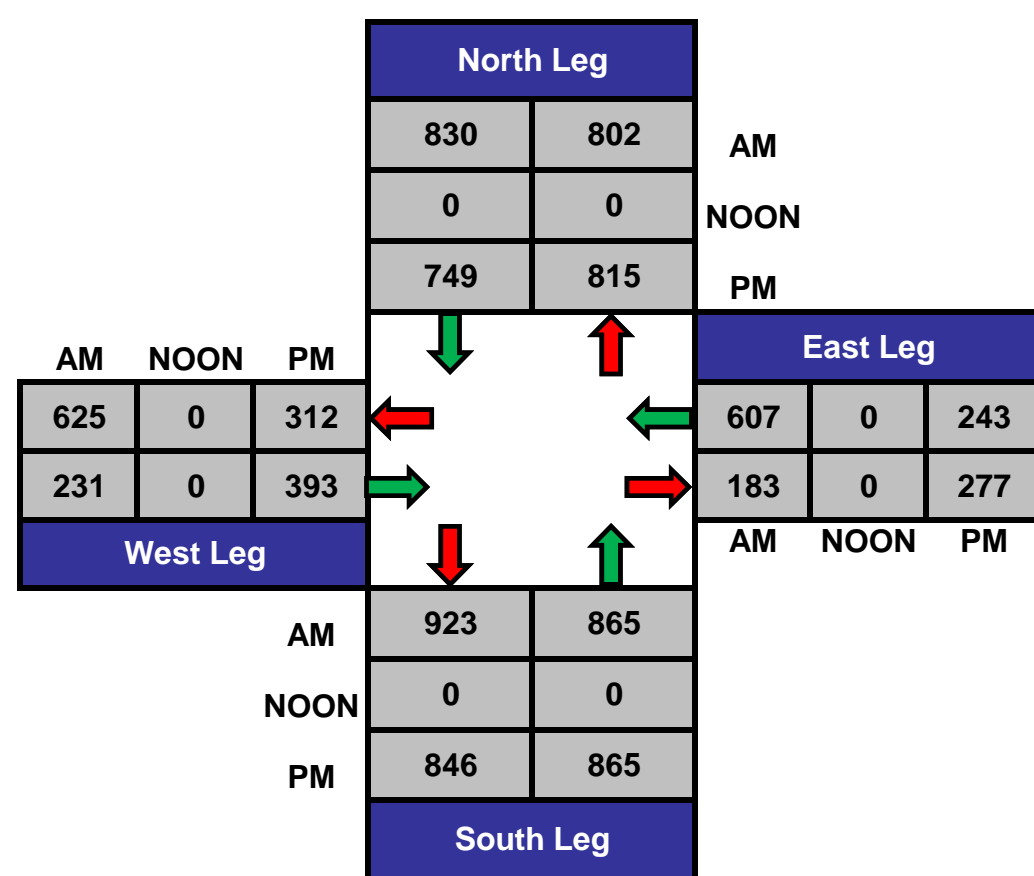 North Leg
830 802 AM
0 0 NOON
749 815 PM
AM NOON PM East Leg
625 0 312 607 0 243
231 0 393 183 0 277
West Leg AM NOON PM
AM 923 865
NOON 0 0
PM 846 865
South Leg